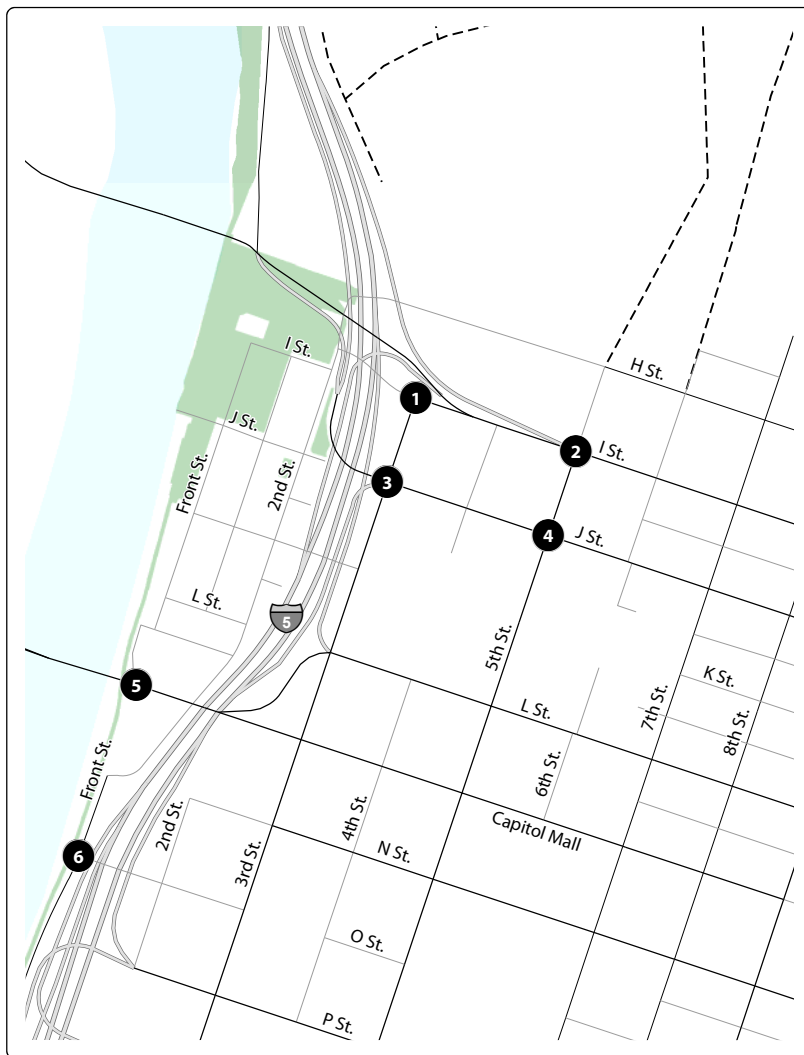 H St.
I St.
1
J St.
I St.
2
Front St.
2nd St.
3
4
J St.
L St.
5
5th St.
K St.
5
L St.
7th St.
8th St.
Front St.
6th St.
2nd St.
4th St.
Capitol Mall
6
3rd St.
N St.
O St.
P St.